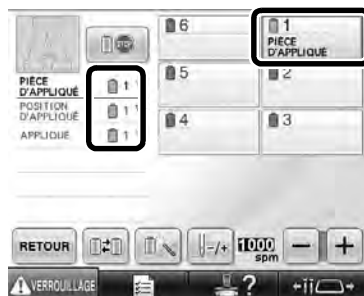 STOP
6
1
PIÈCE
D'APPLIQUÉ
PIÈCE
D'APPLIQUÉ
1
5
2
POSITION
D'APPLIQUÉ
1
APPLIQUÉ
1
4
3
RETOUR
-/+
1000
spm
- +
VERROUILLAGE
?